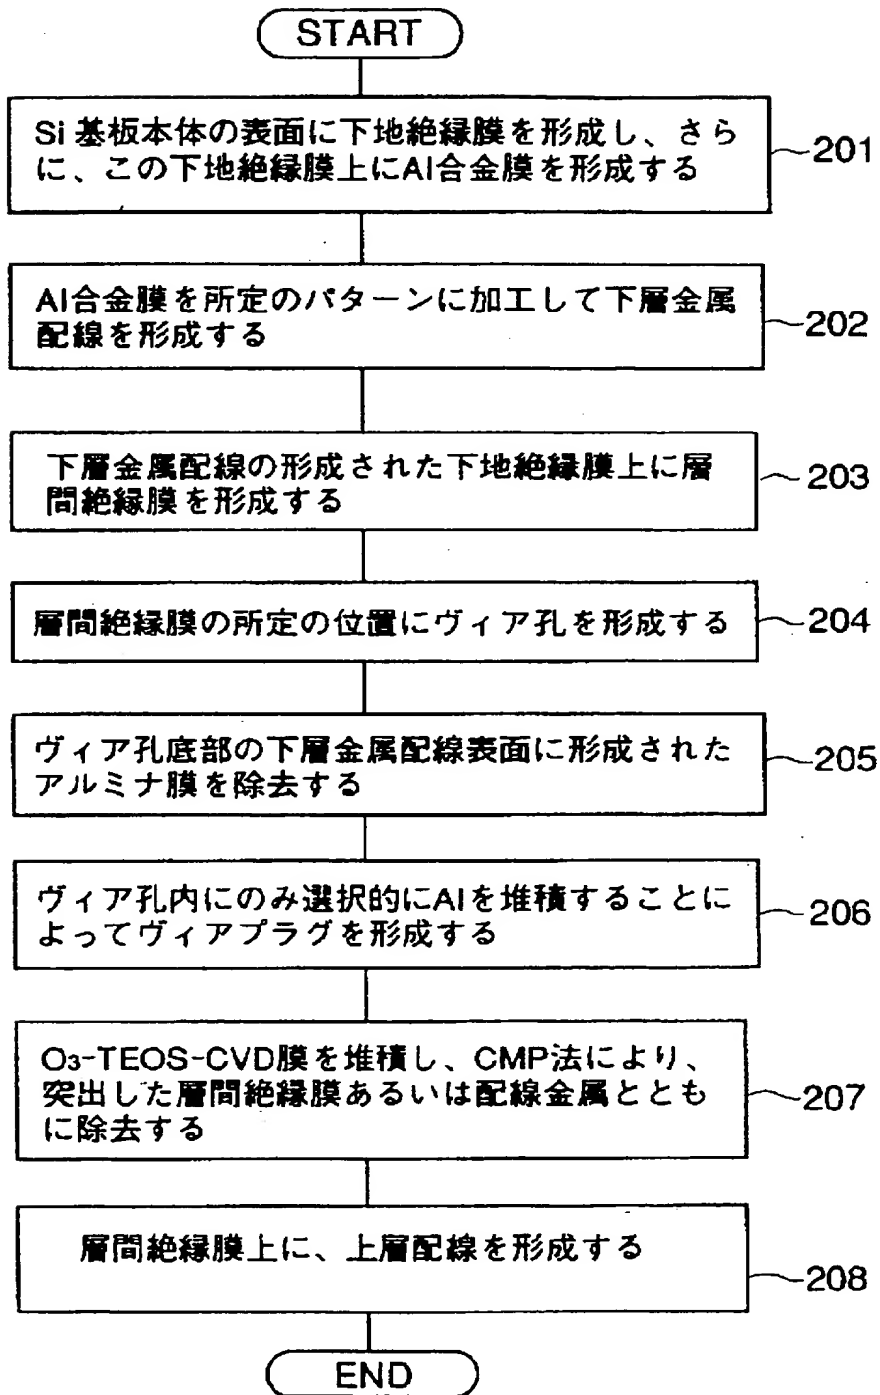 START
Si 基板本体の表面に下地絶縁膜を形成し、さら
に、この下地絶縁膜上にAl合金膜を形成する
201
Al合金膜を所定のパターンに加工して下層金属
配線を形成する
202
下層金属配線の形成された下地絶縁膜上に層
間絶縁膜を形成する
203
層間絶縁膜の所定の位置にヴィア孔を形成する
204
ヴィア孔底部の下層金属配線表面に形成された
アルミナ膜を除去する
205
ヴィア孔内にのみ選択的にAlを堆積することに
よってヴィアプラグを形成する
206
O₃-TEOS-CVD膜を堆積し、CMP法により、
突出した層間絶縁膜あるいは配線金属ととも
に除去する
207
層間絶縁膜上に、上層配線を形成する
208
END